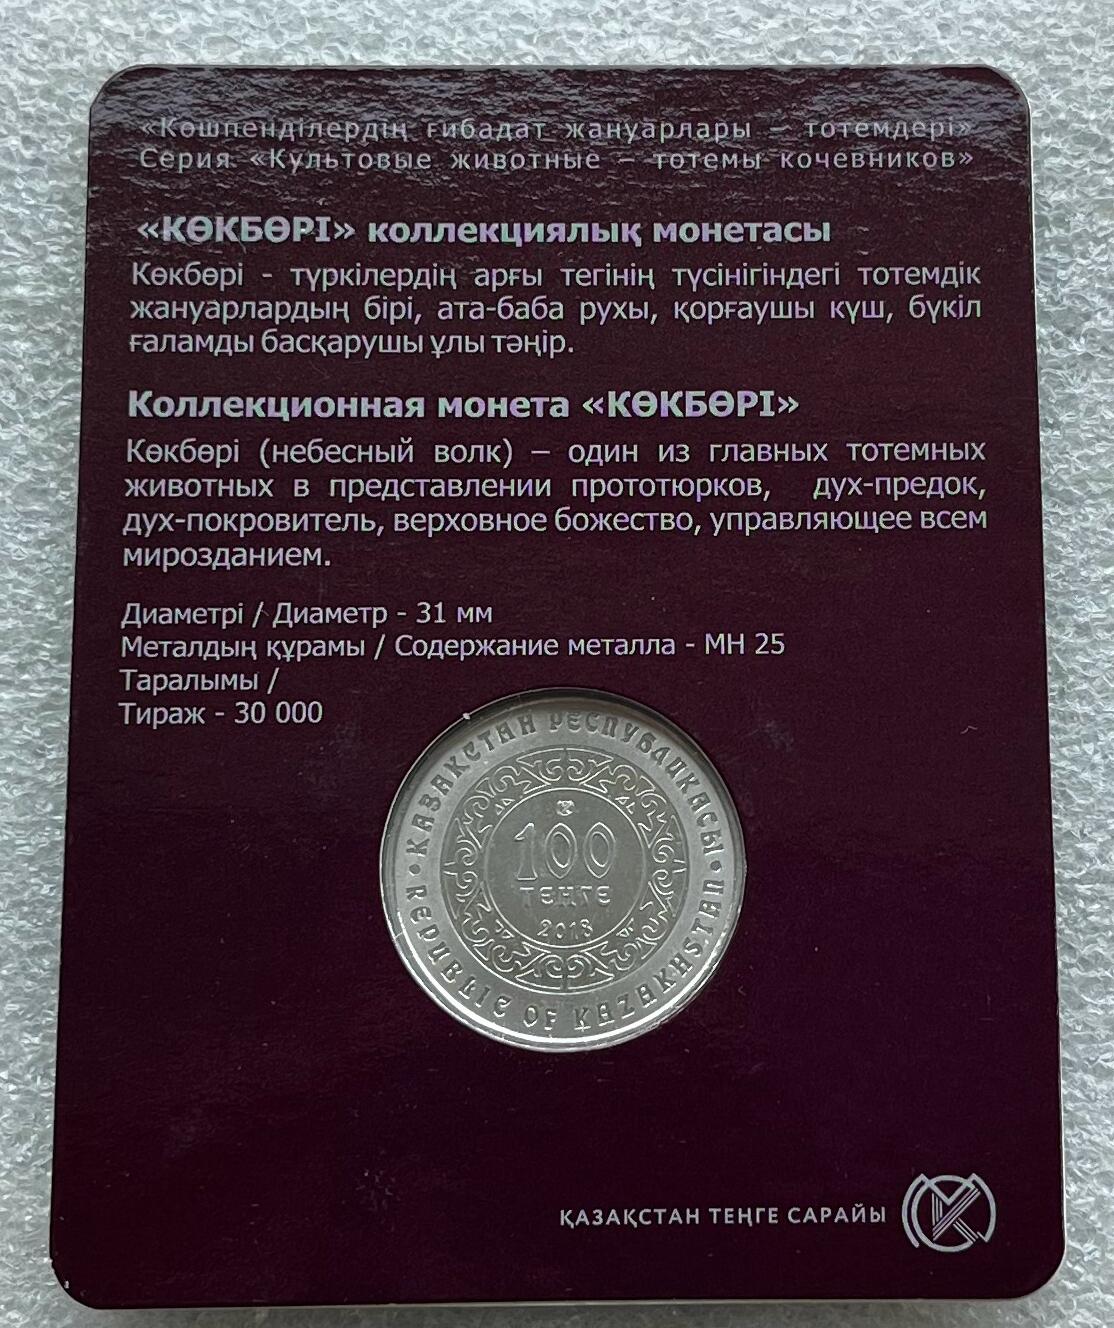 «Көшпенділердің ғибадат жануарлары – тотемдері»
Серия «Культовые животные – тотемы кочевников»
«КӨКБӨРІ» коллекциялық монетасы
Көкбөрі - түркілердің арғы тегінің түсінігіндегі тотемдік
жануарлардың бірі, ата-баба рухы, қорғаушы күш, бүкіл
ғаламды басқарушы ұлы тәңір.
Коллекционная монета «КӨКБӨРІ»
Көкбөрі (небесный волк) – один из главных тотемных
животных в представлении прототюрков, дух-предок,
дух-покровитель, верховное божество, управляющее всем
мирозданием.
Диаметрі / Диаметр - 31 мм
Металдың құрамы / Содержание металла - МН 25
Таралымы /
Тираж - 30 000
ҚАЗАҚСТАН РЕСПУБЛИКАСЫ
100
ТЕҢГЕ
2018
REPUBLIC OF KAZAKHSTAN
ҚАЗАҚСТАН ТЕҢГЕ САРАЙЫ